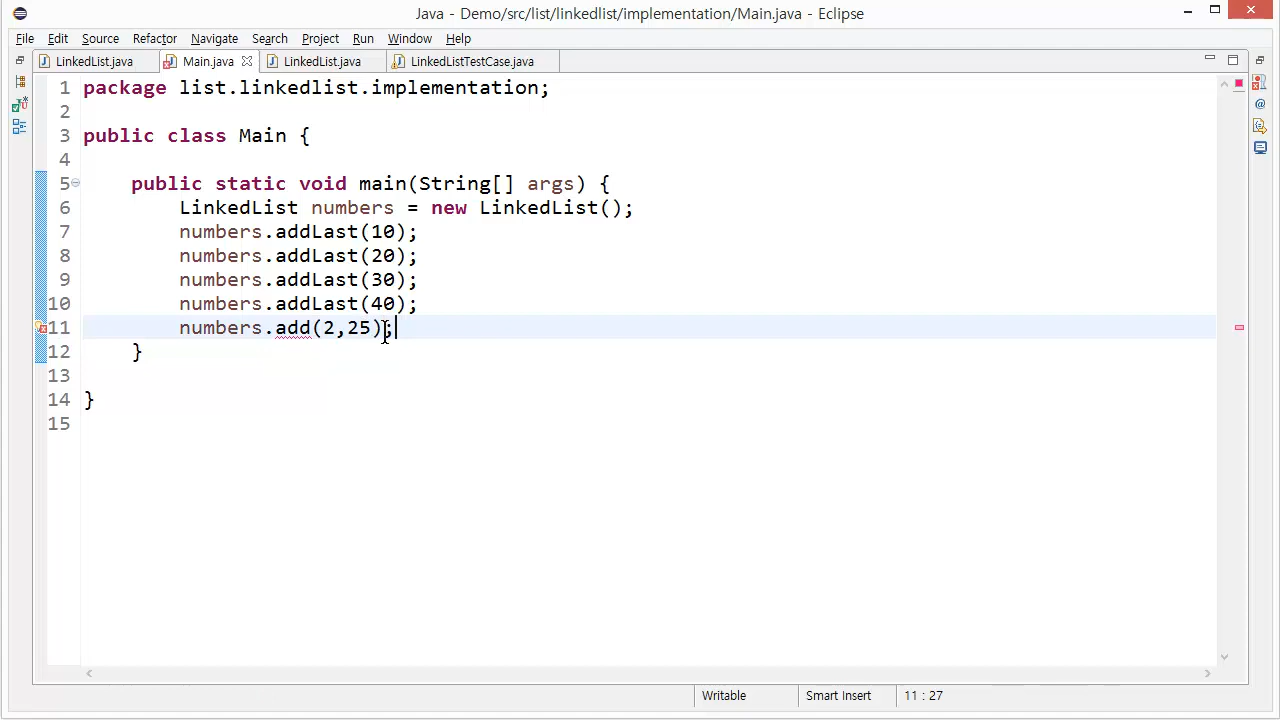 Java - Demo/src/list/linkedlist/implementation/Main.java - Eclipse
File Edit Source Refactor Navigate Search Project Run Window Help
LinkedList.java Main.java LinkedList.java LinkedListTestCase.java
1 package list.linkedlist.implementation;
2
3 public class Main {
4
5 public static void main(String[] args) {
6 LinkedList numbers = new LinkedList();
7 numbers.addLast(10);
8 numbers.addLast(20);
9 numbers.addLast(30);
10 numbers.addLast(40);
11 numbers.add(2,25);
12 }
13
14 }
15
Writable Smart Insert 11 : 27